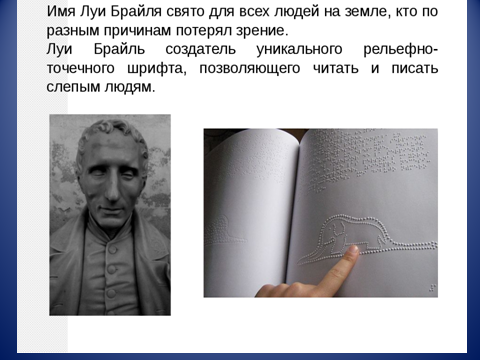 Имя Луи Брайля свято для всех людей на земле, кто по
разным причинам потерял зрение.
Луи Брайль создатель уникального рельефно-
точечного шрифта, позволяющего читать и писать
слепым людям.